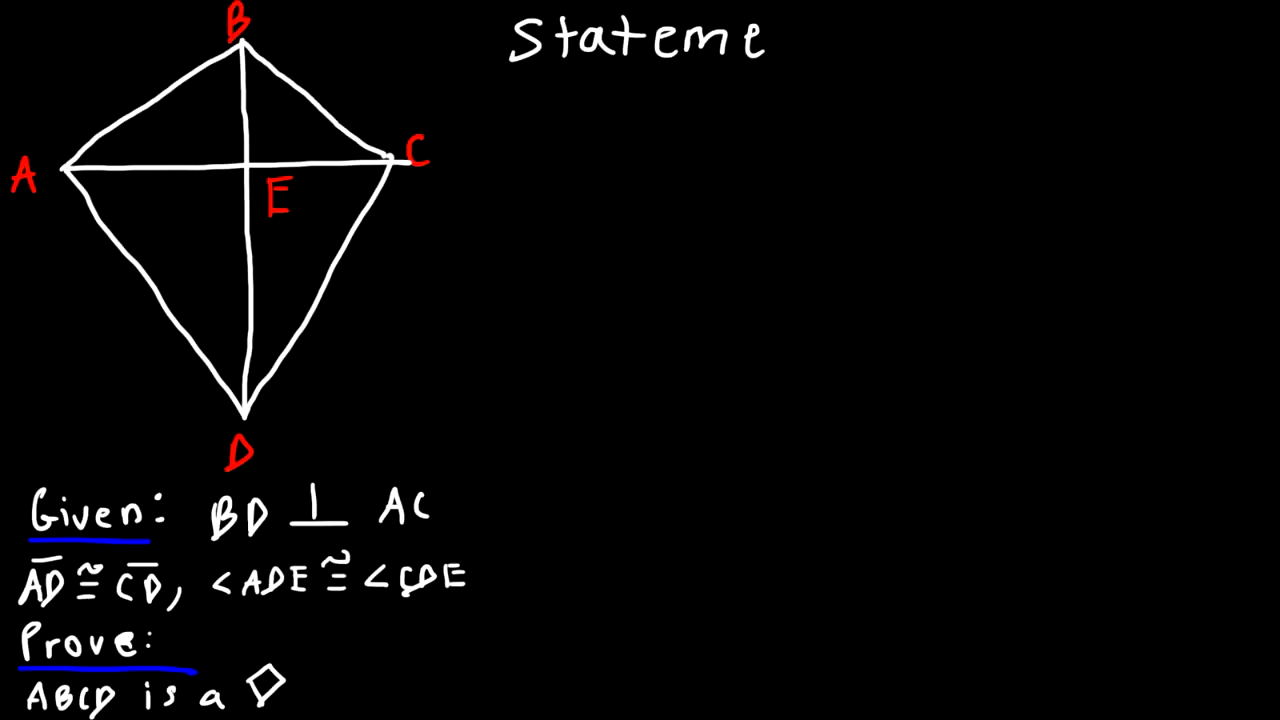 B
Stateme
A
C
E
D
Given: BD ⊥ AC
AD ≅ CD, <ADE ≅ <CDE
Prove:
ABCD is a ◇